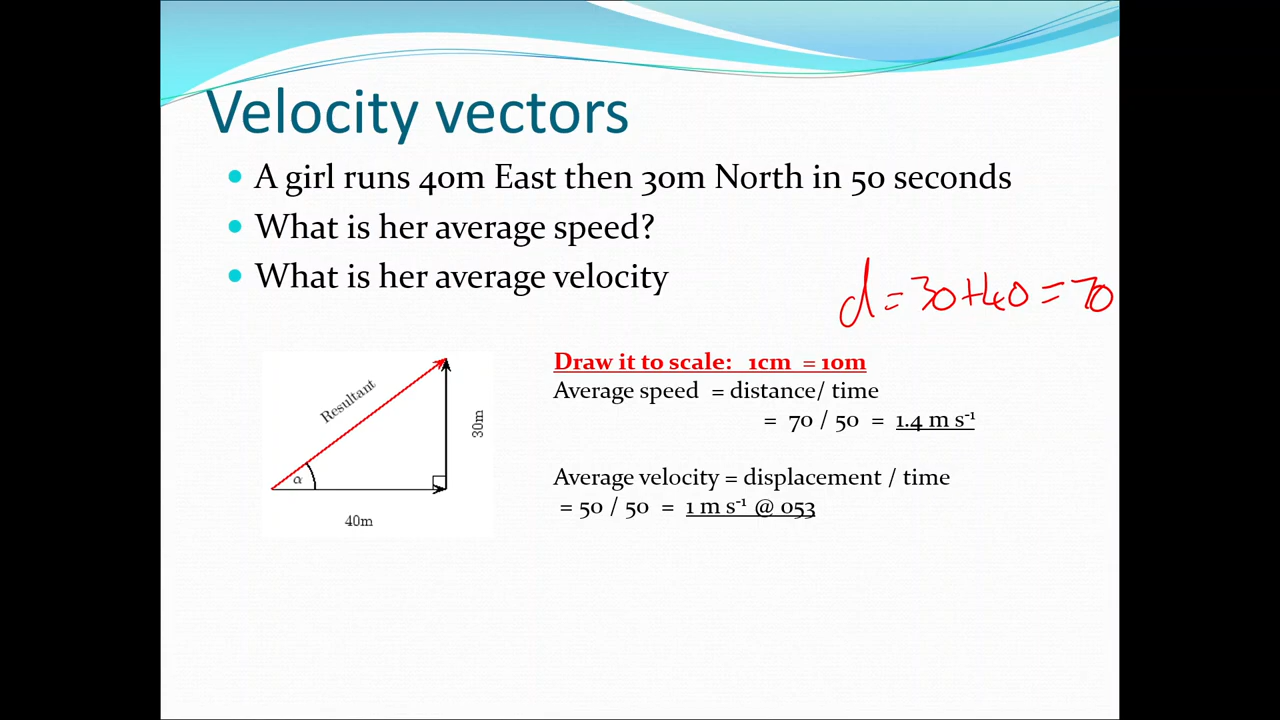 Velocity vectors
• A girl runs 40m East then 30m North in 50 seconds
• What is her average speed?
• What is her average velocity
d = 30+40 = 70
Draw it to scale: 1cm = 10m
Average speed = distance/ time
= 70 / 50 = 1.4 m s⁻¹
Average velocity = displacement / time
= 50 / 50 = 1 m s⁻¹ @ 053
Resultant
30m
α
40m